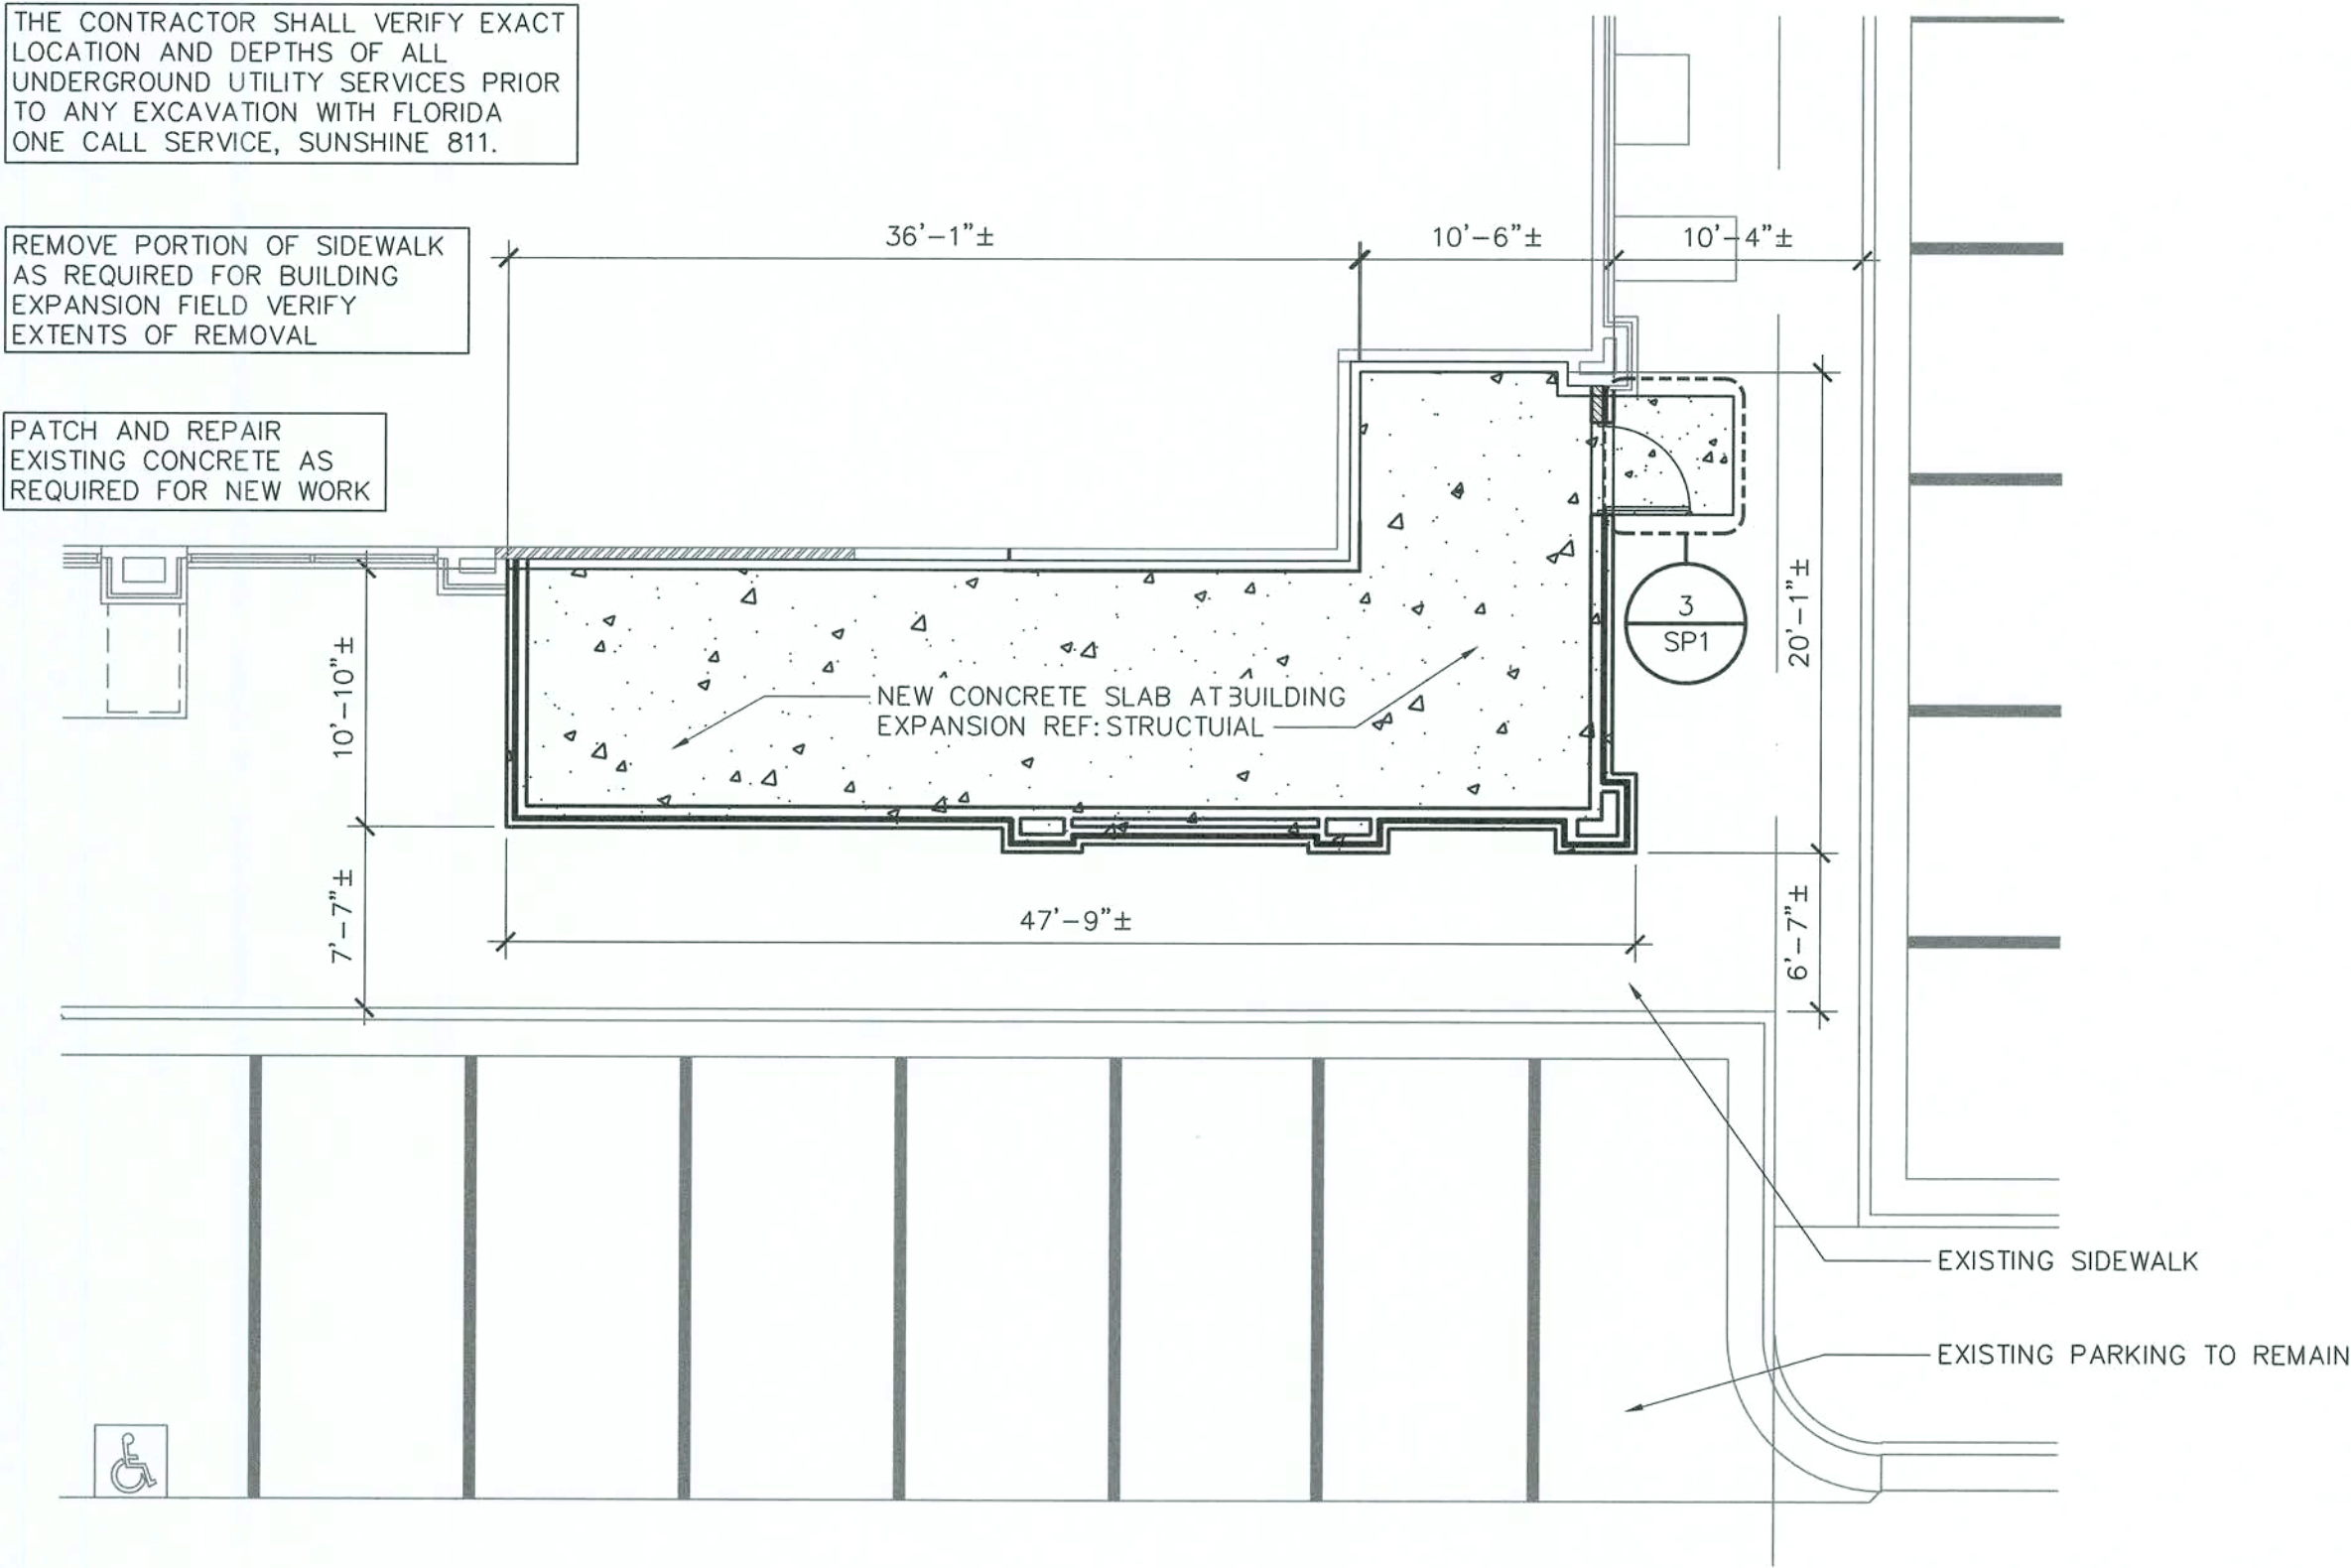 THE CONTRACTOR SHALL VERIFY EXACT
LOCATION AND DEPTHS OF ALL
UNDERGROUND UTILITY SERVICES PRIOR
TO ANY EXCAVATION WITH FLORIDA
ONE CALL SERVICE, SUNSHINE 811.
REMOVE PORTION OF SIDEWALK
AS REQUIRED FOR BUILDING
EXPANSION FIELD VERIFY
EXTENTS OF REMOVAL
PATCH AND REPAIR
EXISTING CONCRETE AS
REQUIRED FOR NEW WORK
36'-1"±
10'-6"±
10'-4"±
3
SP1
20'-1"±
10'-10"±
NEW CONCRETE SLAB AT BUILDING
EXPANSION REF: STRUCTUIAL
7'-7"±
47'-9"±
6'-7"±
EXISTING SIDEWALK
EXISTING PARKING TO REMAIN